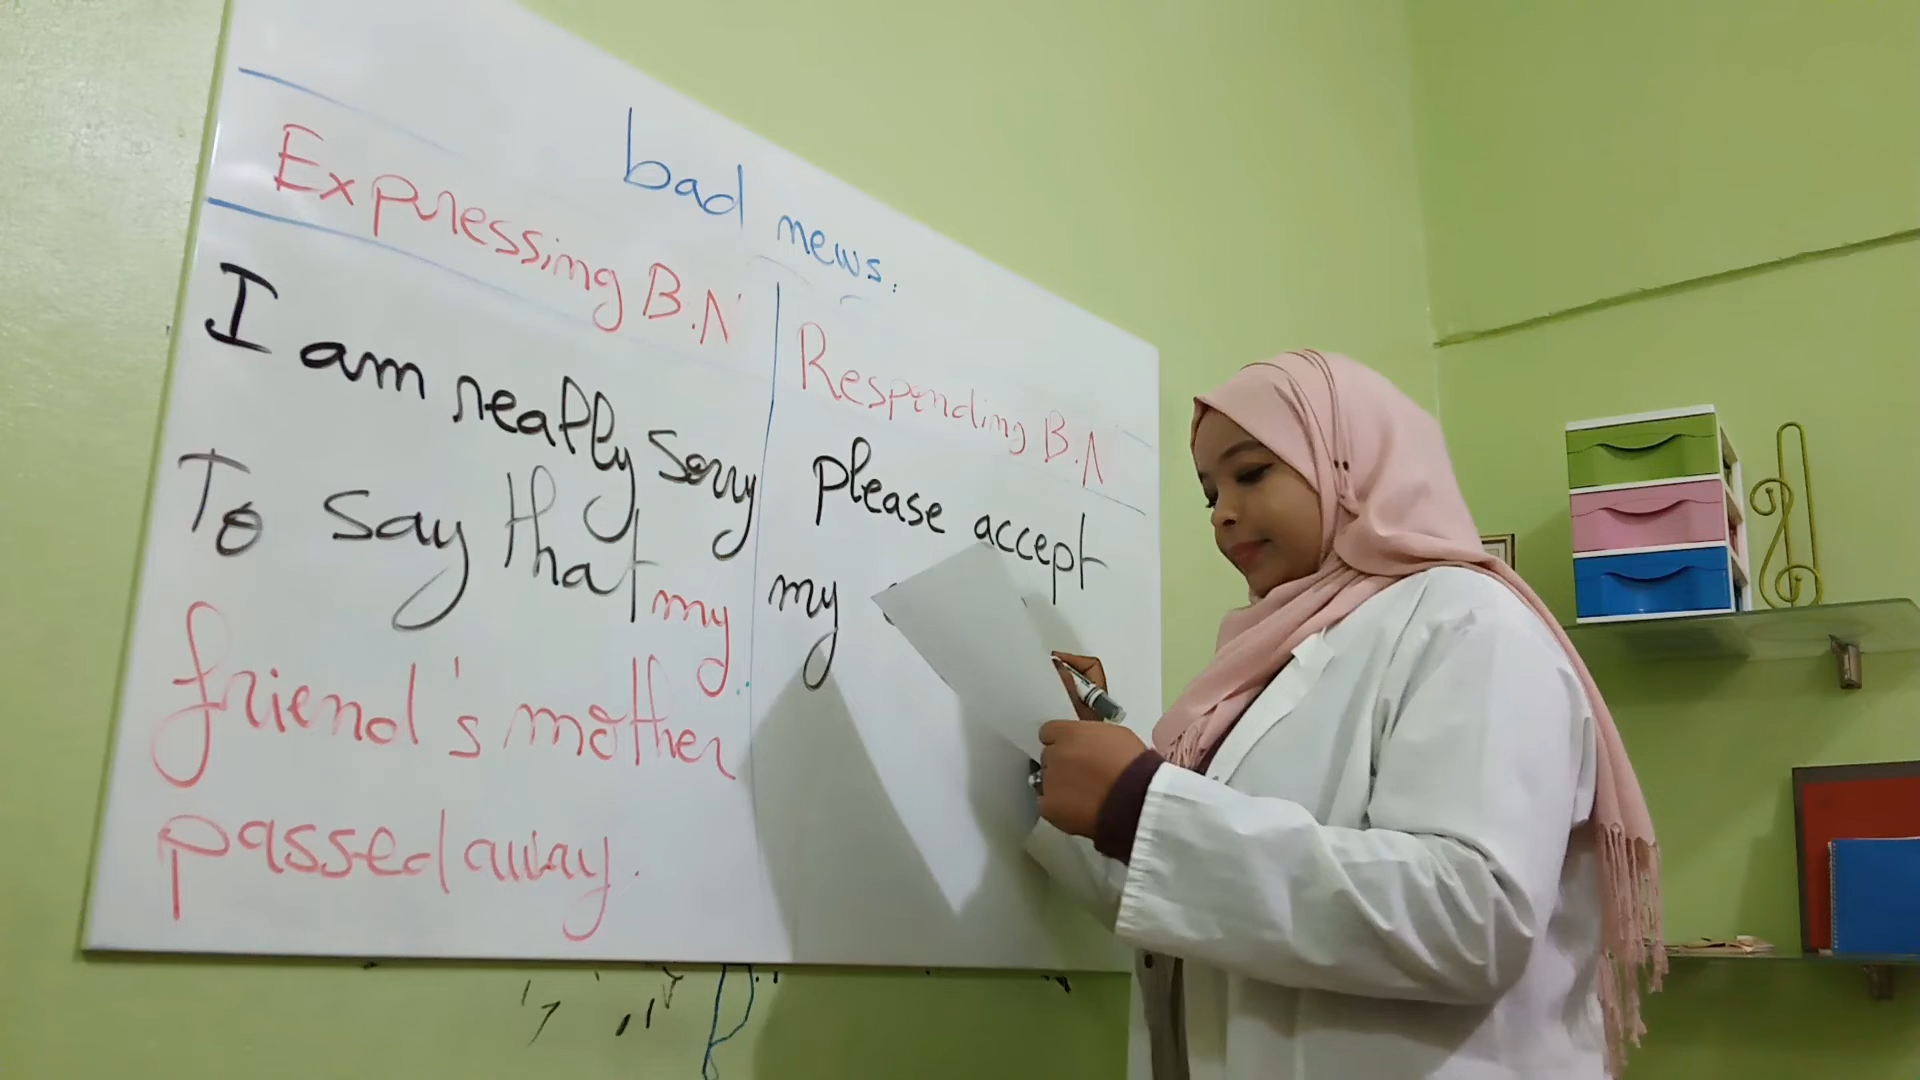 bad news.
Expressing B.N
I am really sorry
To say that my
friend's mother
passed away.
Responding B.N
please accept
my